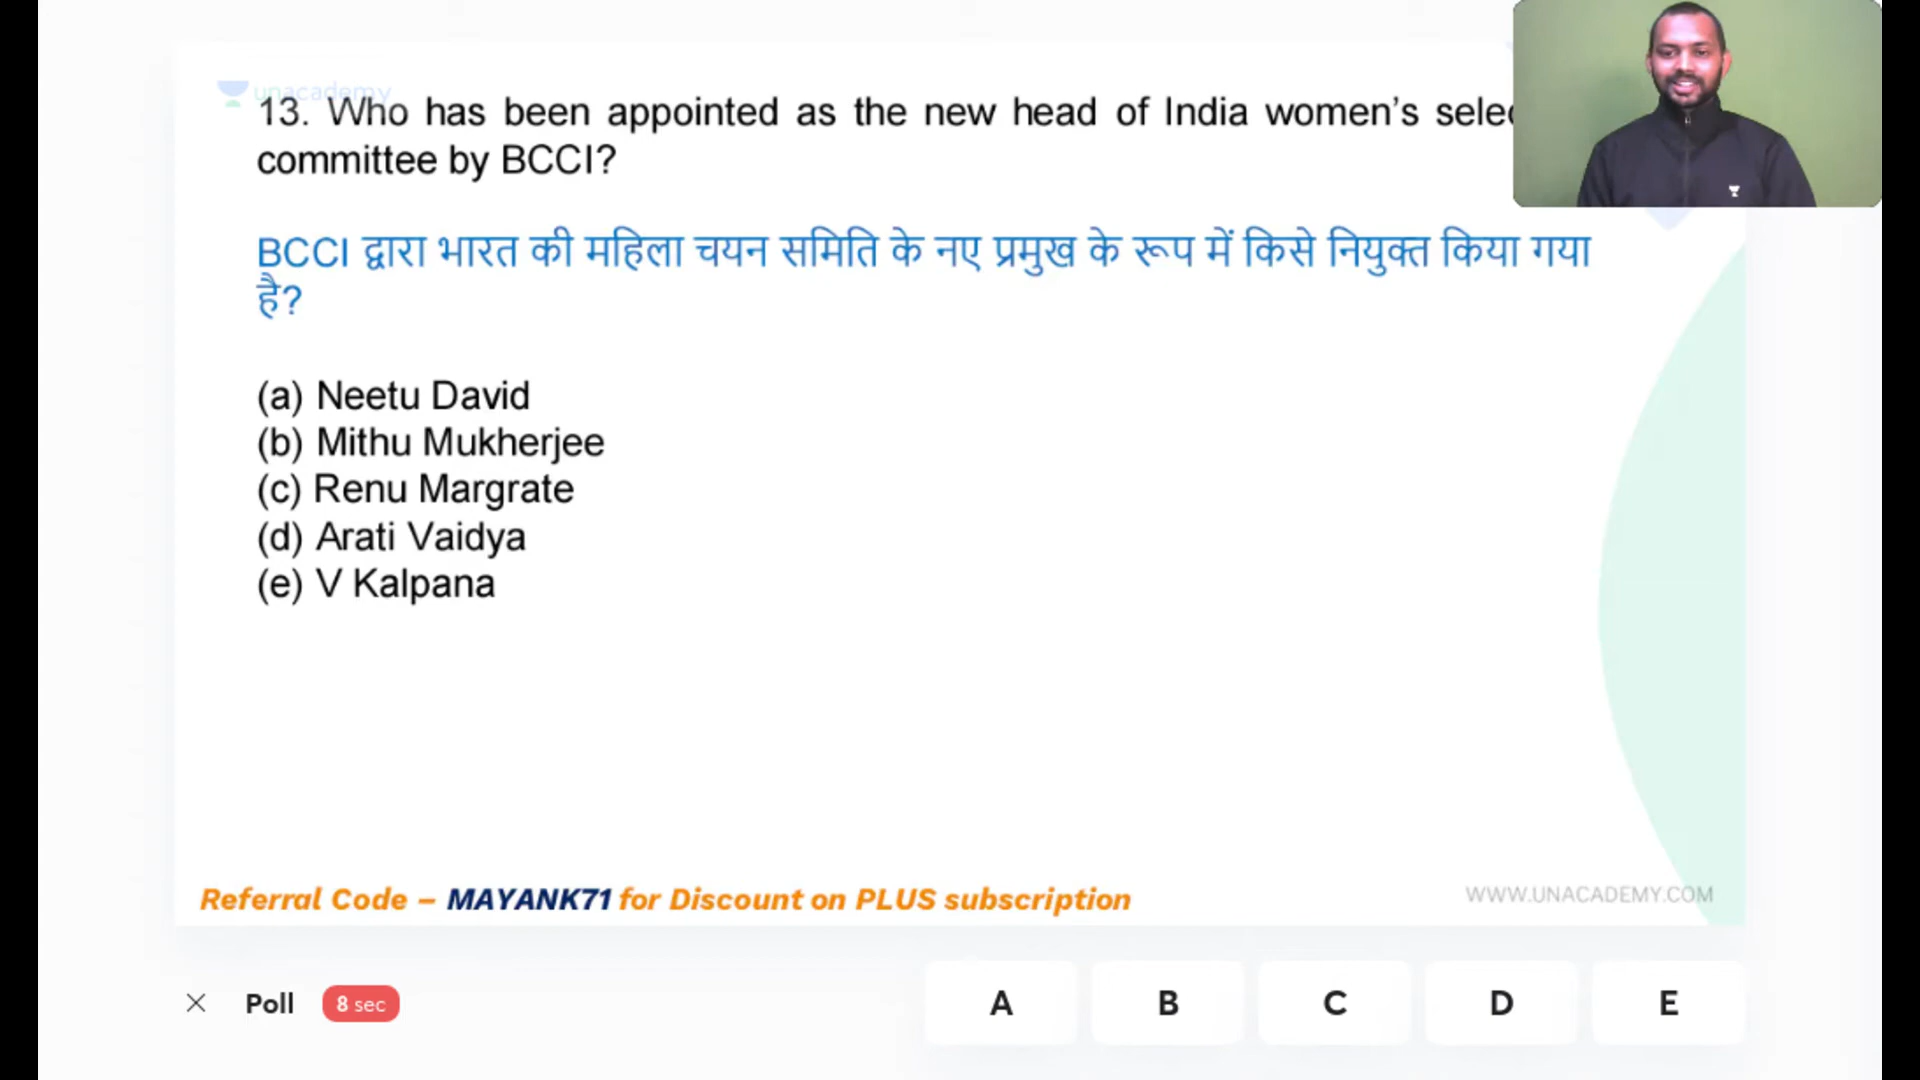 unacademy
13. Who has been appointed as the new head of India women’s
committee by BCCI?
BCCI द्वारा भारत की महिला चयन समिति के नए प्रमुख के रूप में किसे नियुक्त किया गया
है?
(a) Neetu David
(b) Mithu Mukherjee
(c) Renu Margrate
(d) Arati Vaidya
(e) V Kalpana
Referral Code – MAYANK71 for Discount on PLUS subscription
WWW.UNACADEMY.COM
× Poll 8 sec A B C D E